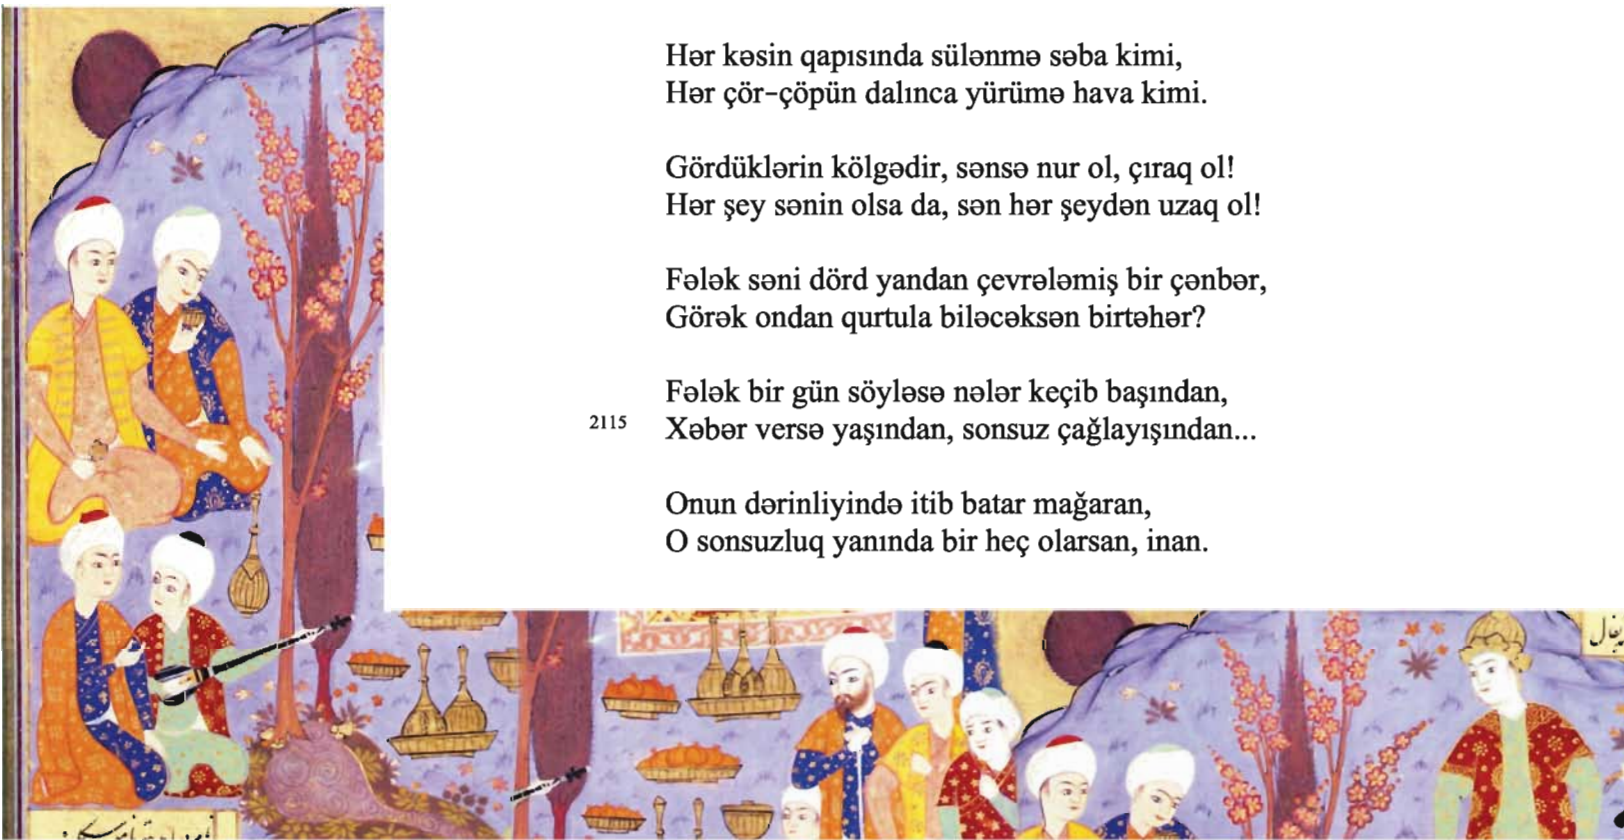 Hər kəsin qapısında sülənmə səba kimi,
Hər çör-çöpün dalınca yürümə hava kimi.
Gördüklərin kölgədir, sənsə nur ol, çıraq ol!
Hər şey sənin olsa da, sən hər şeydən uzaq ol!
Fələk səni dörd yandan çevrələmiş bir çənbər,
Görək ondan qurtula biləcəksən birtəhər?
Fələk bir gün söyləsə nələr keçib başından,
2115 Xəbər versə yaşından, sonsuz çağlayışından...
Onun dərinliyində itib batar mağaran,
O sonsuzluq yanında bir heç olarsan, inan.